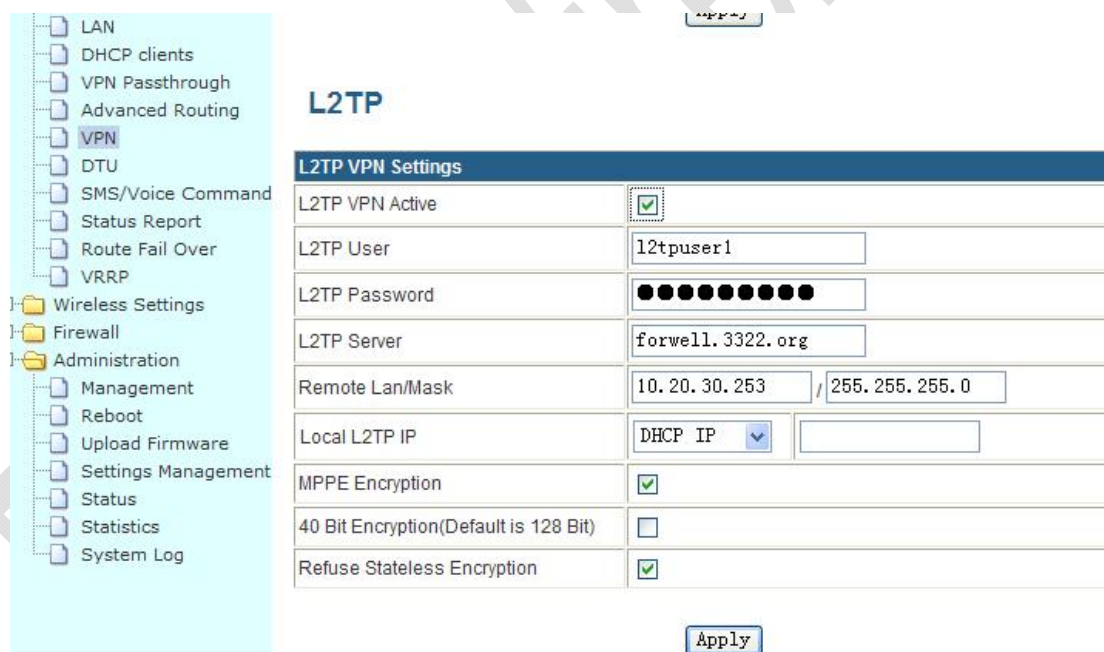 Apply
LAN
DHCP clients
VPN Passthrough
Advanced Routing
VPN
DTU
SMS/Voice Command
Status Report
Route Fail Over
VRRP
Wireless Settings
Firewall
Administration
Management
Reboot
Upload Firmware
Settings Management
Status
Statistics
System Log
L2TP
L2TP VPN Settings
L2TP VPN Active
L2TP User l2tpuser1
L2TP Password ●●●●●●●●●
L2TP Server forwell.3322.org
Remote Lan/Mask 10.20.30.253 / 255.255.255.0
Local L2TP IP DHCP IP
MPPE Encryption
40 Bit Encryption(Default is 128 Bit)
Refuse Stateless Encryption
Apply